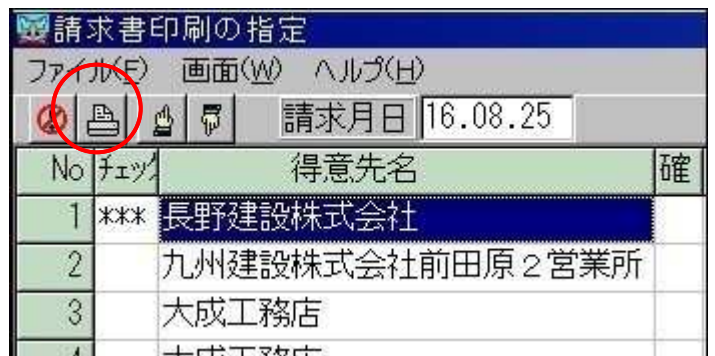 請求書印刷の指定
ファイル(F) 画面(W) ヘルプ(H)
請求月日 16.08.25
No チェック 得意先名 確
1 *** 長野建設株式会社
2 九州建設株式会社前田原２営業所
3 大成工務店